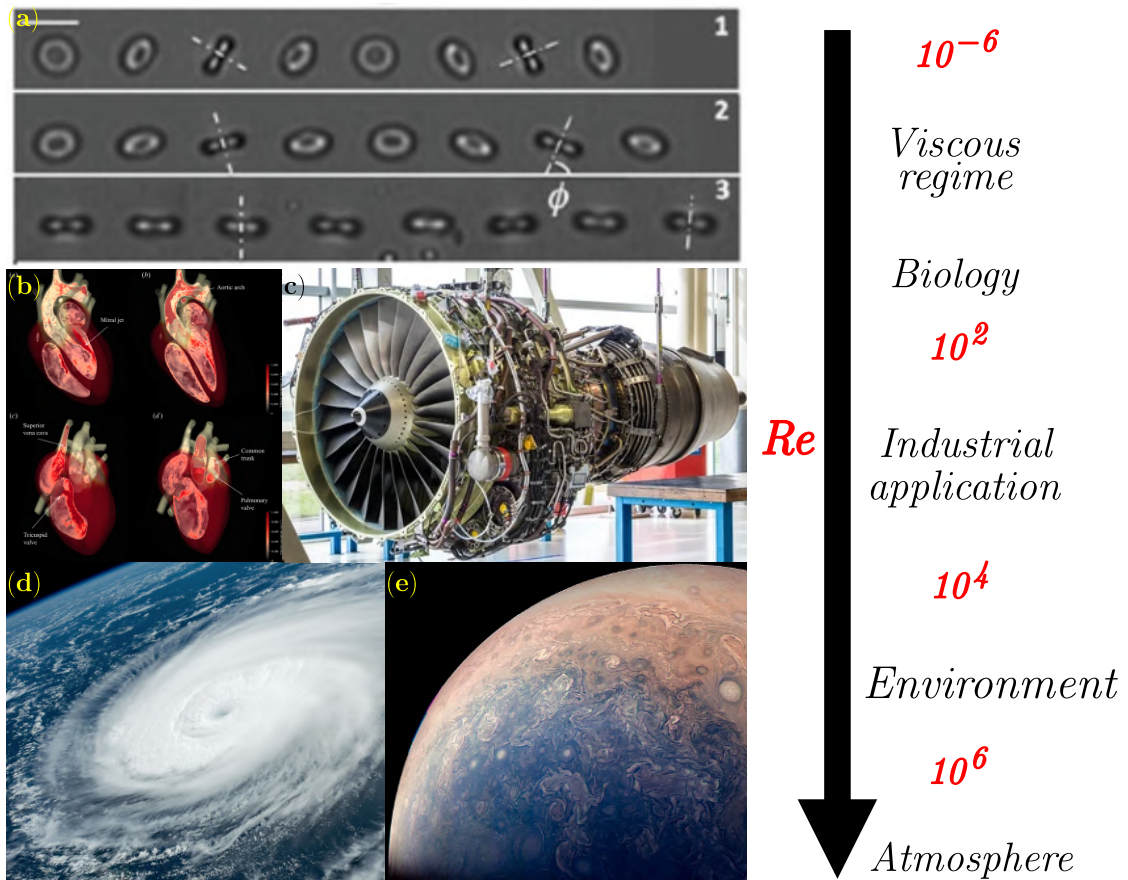 (a)
1
2
ϕ
3
(b)
(a)
(b)
Aortic arch
Mitral jet
(c)
Superior
vena cava
Tricuspid
valve
(d)
Common
trunk
Pulmonary
valve
c)
(d)
(e)
Re
10⁻⁶
Viscous
regime
Biology
10²
Industrial
application
10⁴
Environment
10⁶
Atmosphere